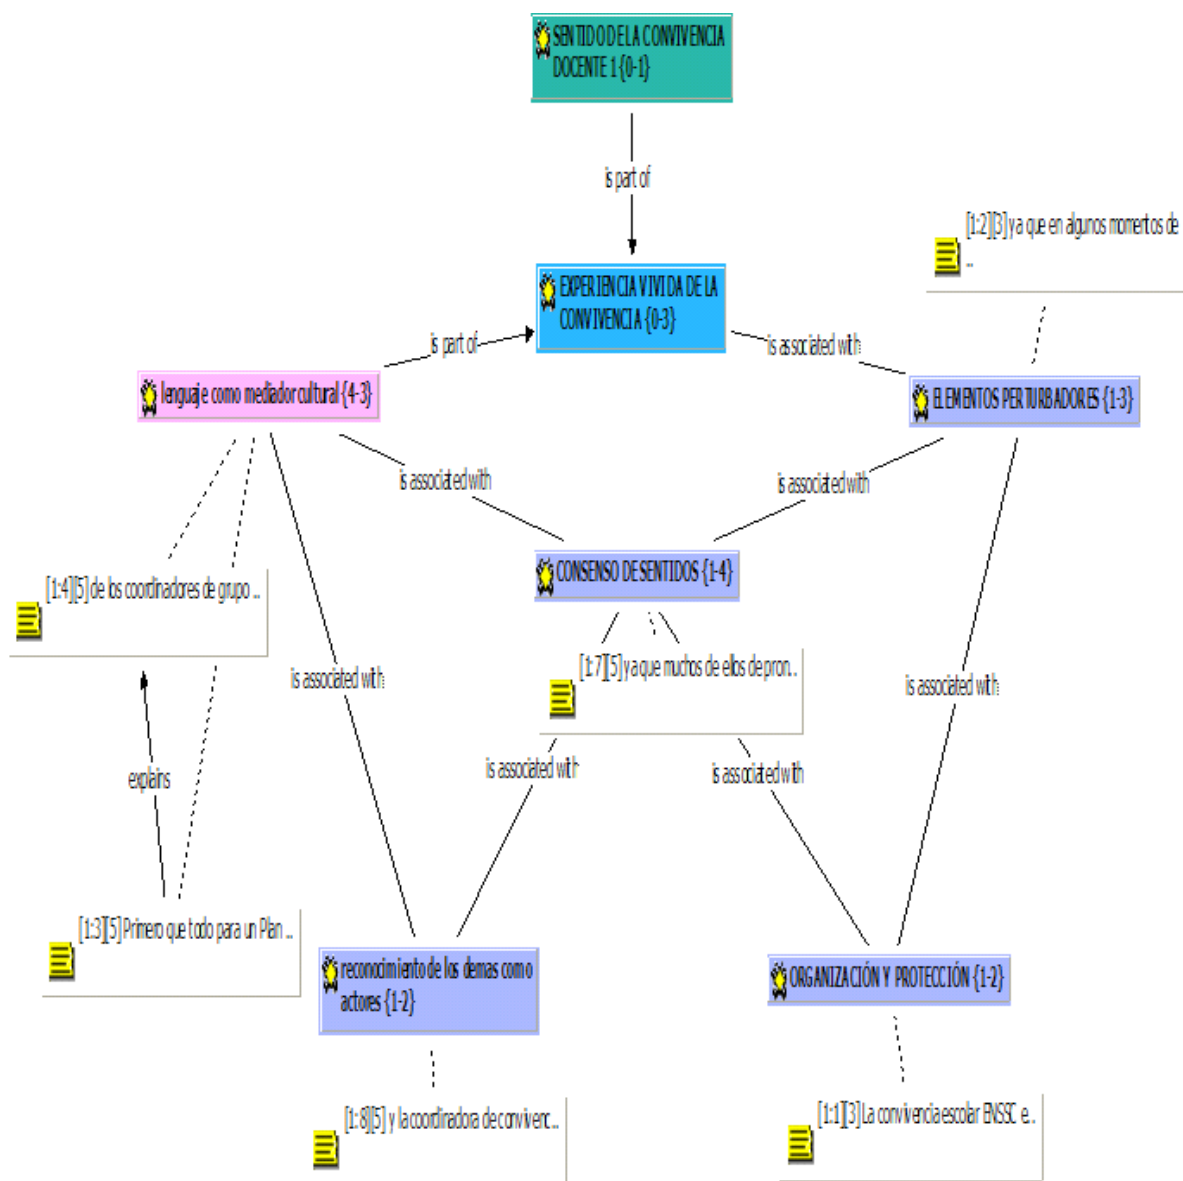 SENTIDO DE LA CONVIVENCIA
DOCENTE 1 {0-1}
is part of
[1:2][3] ya que en algunos momentos de
...
EXPERIENCIA VIVIDA DE LA
CONVIVENCIA {0-3}
is part of
is associated with
lenguaje como mediador cultural {4-3}
ELEMENTOS PERTURBADORES {1-3}
is associated with
is associated with
CONSENSO DE SENTIDOS {1-4}
[1:4][5] de los coordinadores de grupo ...
[1:7][5] ya que muchos de ellos de pron...
is associated with
is associated with
explains
is associated with
is associated with
[1:3][5] Primero que todo para un Plan ...
reconocimiento de los demas como
actores {1-2}
ORGANIZACIÓN Y PROTECCIÓN {1-2}
[1:8][5] y la coordinadora de convivenc...
[1:1][3] La convivencia escolar ENSSC e...